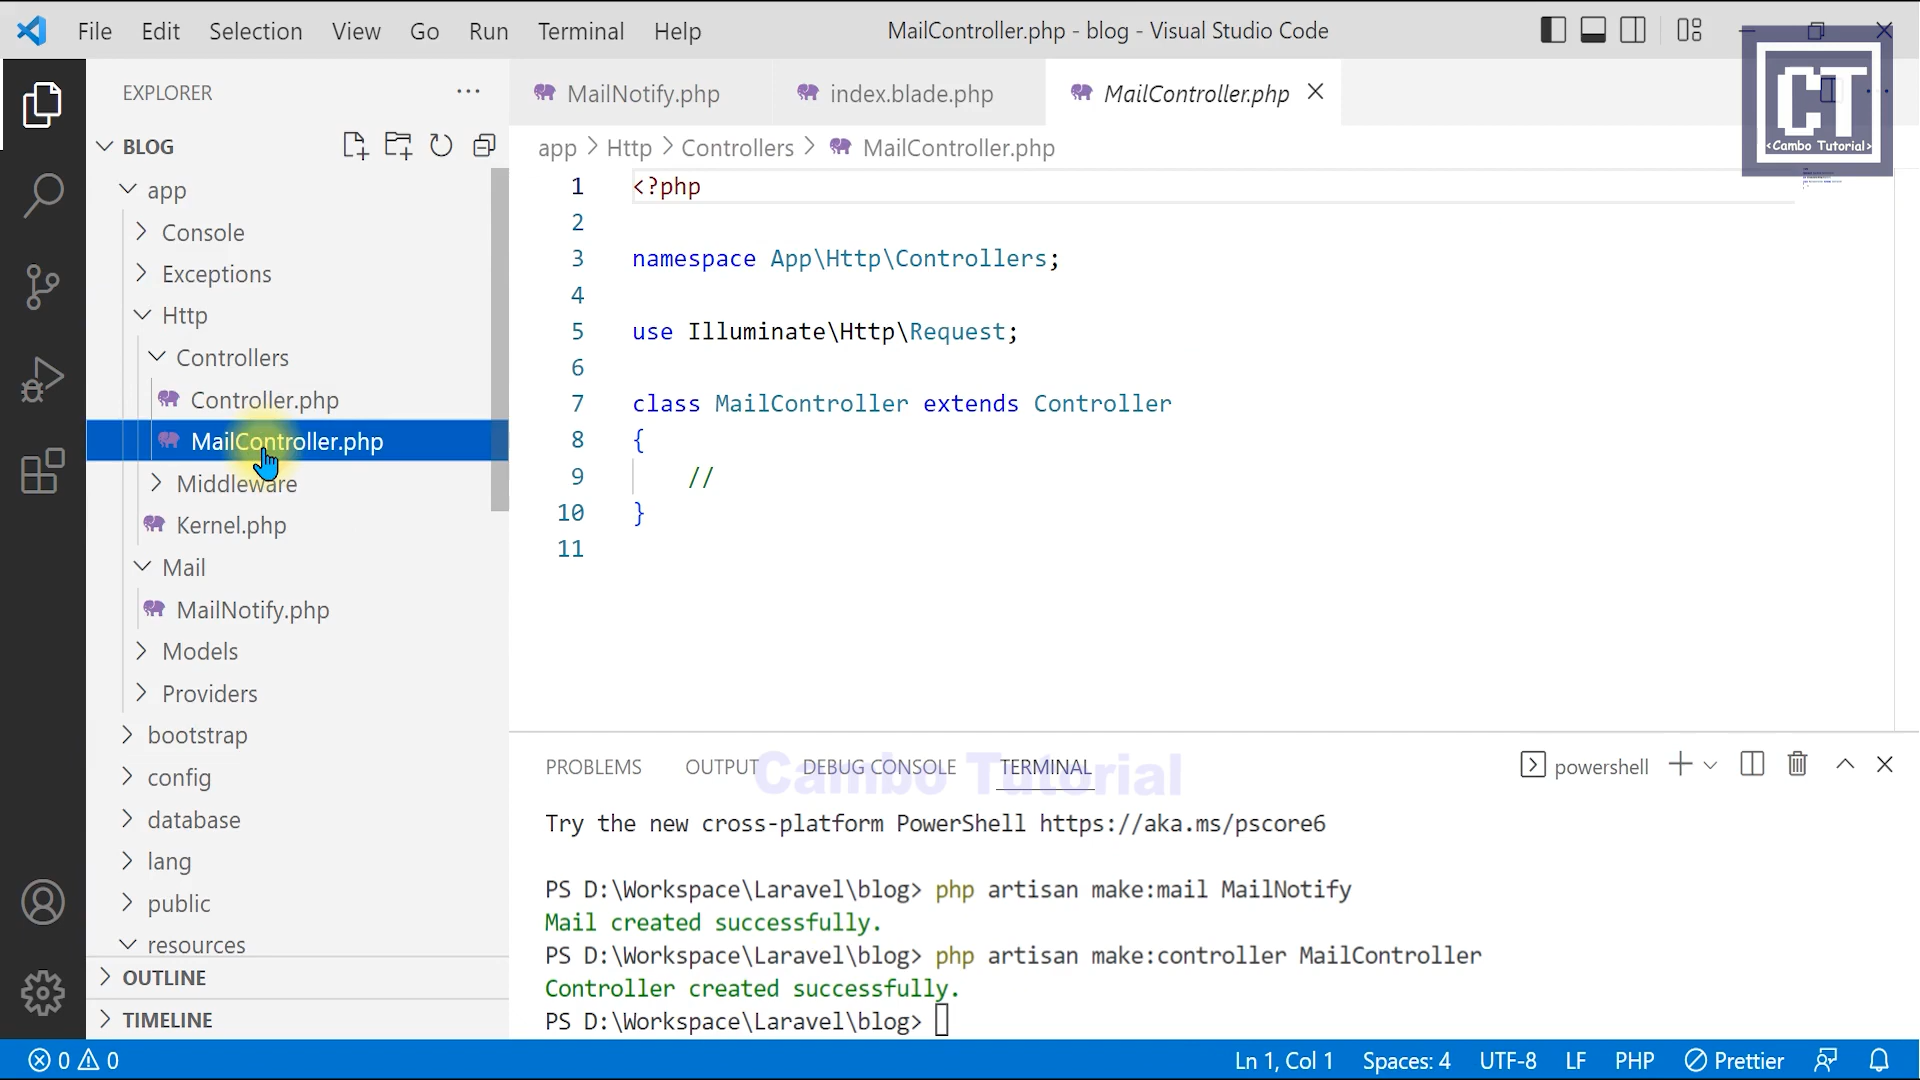 File Edit Selection View Go Run Terminal Help
MailController.php - blog - Visual Studio Code
CT
<Cambo Tutorial>
EXPLORER
BLOG
app
Console
Exceptions
Http
Controllers
Controller.php
MailController.php
Middleware
Kernel.php
Mail
MailNotify.php
Models
Providers
bootstrap
config
database
lang
public
resources
OUTLINE
TIMELINE
MailNotify.php index.blade.php MailController.php
app > Http > Controllers > MailController.php
1 <?php
2
3 namespace App\Http\Controllers;
4
5 use Illuminate\Http\Request;
6
7 class MailController extends Controller
8 {
9 //
10 }
11
PROBLEMS OUTPUT DEBUG CONSOLE TERMINAL
Cambo Tutorial
powershell
Try the new cross-platform PowerShell https://aka.ms/pscore6
PS D:\Workspace\Laravel\blog> php artisan make:mail MailNotify
Mail created successfully.
PS D:\Workspace\Laravel\blog> php artisan make:controller MailController
Controller created successfully.
PS D:\Workspace\Laravel\blog>
0 0
Ln 1, Col 1 Spaces: 4 UTF-8 LF PHP Prettier